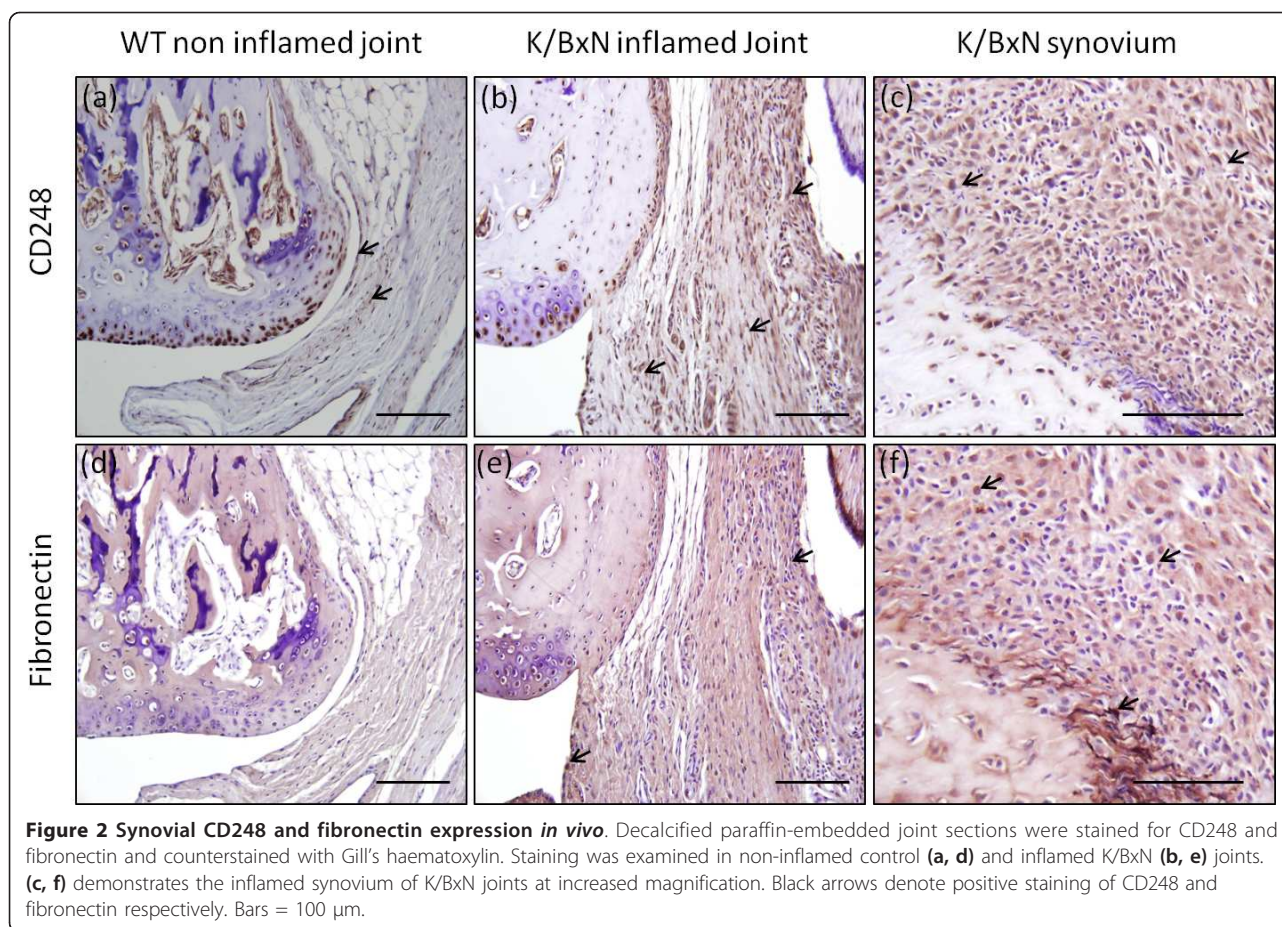 WT non inflamed joint
K/BxN inflamed Joint
K/BxN synovium
CD248
(a)
(b)
(c)
Fibronectin
(d)
(e)
(f)
Figure 2 Synovial CD248 and fibronectin expression in vivo. Decalcified paraffin-embedded joint sections were stained for CD248 and
fibronectin and counterstained with Gill's haematoxylin. Staining was examined in non-inflamed control (a, d) and inflamed K/BxN (b, e) joints.
(c, f) demonstrates the inflamed synovium of K/BxN joints at increased magnification. Black arrows denote positive staining of CD248 and
fibronectin respectively. Bars = 100 μm.